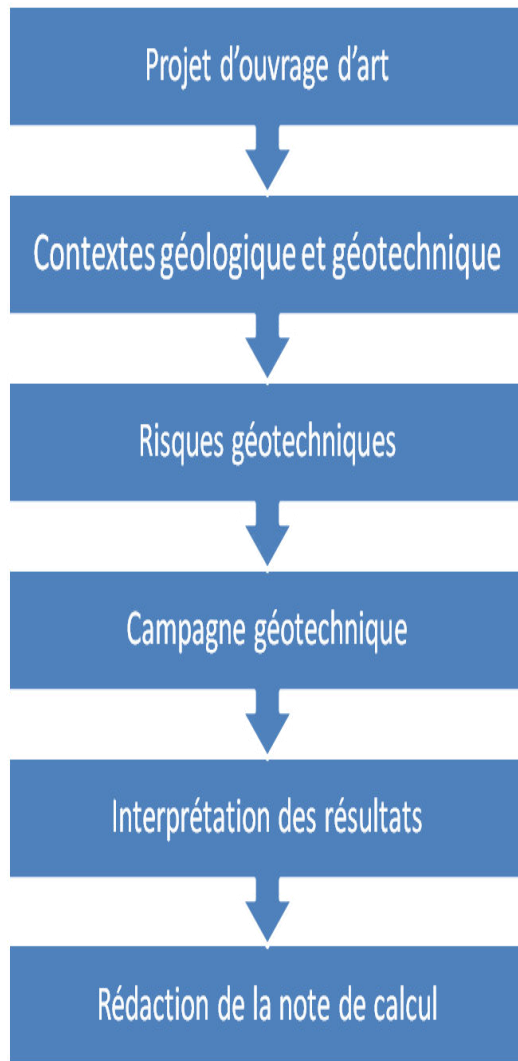 Projet d'ouvrage d'art
Contextes géologique et géotechnique
Risques géotechniques
Campagne géotechnique
Interprétation des résultats
Rédaction de la note de calcul